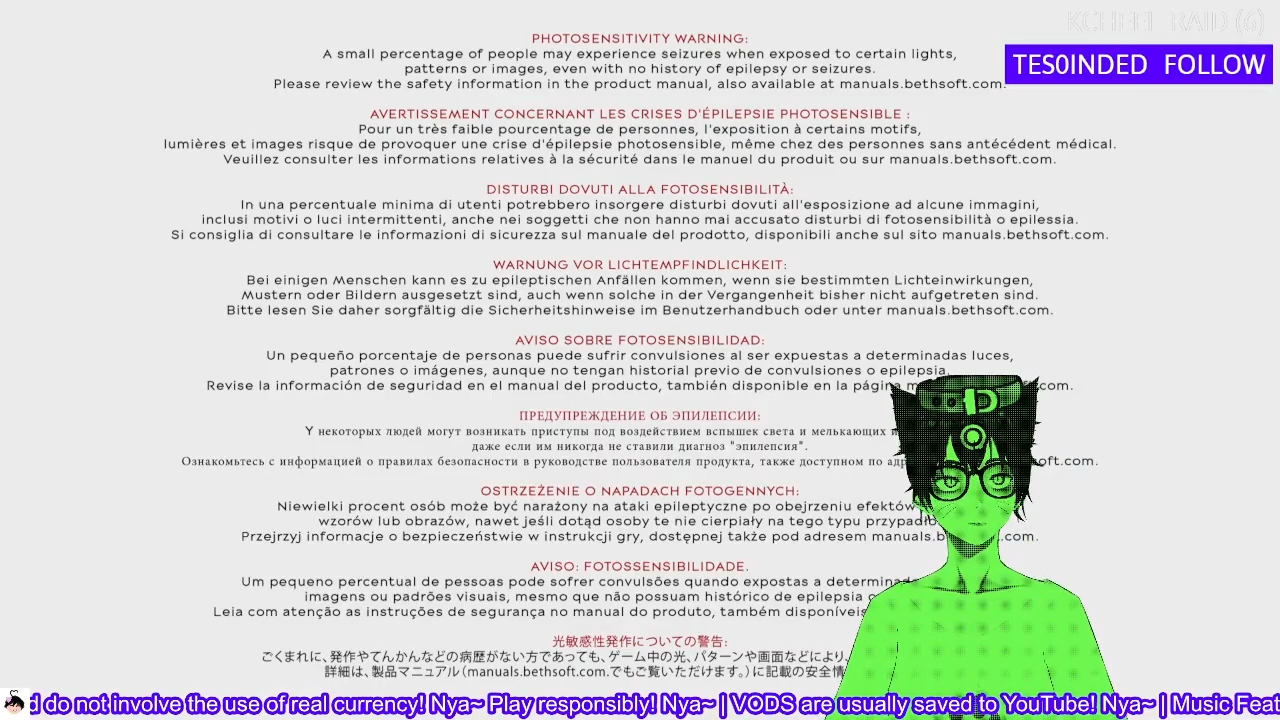 KCHFFL RAID (6)
TES0INDED FOLLOW
PHOTOSENSITIVITY WARNING:
A small percentage of people may experience seizures when exposed to certain lights,
patterns or images, even with no history of epilepsy or seizures.
Please review the safety information in the product manual, also available at manuals.bethsoft.com.
AVERTISSEMENT CONCERNANT LES CRISES D'ÉPILEPSIE PHOTOSENSIBLE :
Pour un très faible pourcentage de personnes, l'exposition à certains motifs,
lumières et images risque de provoquer une crise d'épilepsie photosensible, même chez des personnes sans antécédent médical.
Veuillez consulter les informations relatives à la sécurité dans le manuel du produit ou sur manuals.bethsoft.com.
DISTURBI DOVUTI ALLA FOTOSENSIBILITÀ:
In una percentuale minima di utenti potrebbero insorgere disturbi dovuti all'esposizione ad alcune immagini,
inclusi motivi o luci intermittenti, anche nei soggetti che non hanno mai accusato disturbi di fotosensibilità o epilessia.
Si consiglia di consultare le informazioni di sicurezza sul manuale del prodotto, disponibili anche sul sito manuals.bethsoft.com.
WARNUNG VOR LICHTEMPFINDLICHKEIT:
Bei einigen Menschen kann es zu epileptischen Anfällen kommen, wenn sie bestimmten Lichteinwirkungen,
Mustern oder Bildern ausgesetzt sind, auch wenn solche in der Vergangenheit bisher nicht aufgetreten sind.
Bitte lesen Sie daher sorgfältig die Sicherheitshinweise im Benutzerhandbuch oder unter manuals.bethsoft.com.
AVISO SOBRE FOTOSENSIBILIDAD:
Un pequeño porcentaje de personas puede sufrir convulsiones al ser expuestas a determinadas luces,
patrones o imágenes, aunque no tengan historial previo de convulsiones o epilepsia.
Revise la información de seguridad en el manual del producto, también disponible en la página m com.
ПРЕДУПРЕЖДЕНИЕ ОБ ЭПИЛЕПСИИ:
У некоторых людей могут возникать приступы под воздействием вспышек света и мелькающих
даже если им никогда не ставили диагноз "эпилепсия".
Ознакомьтесь с информацией о правилах безопасности в руководстве пользователя продукта, также доступном по адр soft.com.
OSTRZEŻENIE O NAPADACH FOTOGENNYCH:
Niewielki procent osób może być narażony na ataki epileptyczne po obejrzeniu efektów
wzorów lub obrazów, nawet jeśli dotąd osoby te nie cierpiały na tego typu przypadło
Przejrzyj informacje o bezpieczeństwie w instrukcji gry, dostępnej także pod adresem manuals.b .com.
AVISO: FOTOSSENSIBILIDADE.
Um pequeno percentual de pessoas pode sofrer convulsões quando expostas a determinad
imagens ou padrões visuais, mesmo que não possuam histórico de epilepsia
Leia com atenção as instruções de segurança no manual do produto, também disponíveis
光敏感性発作についての警告:
ごくまれに、発作やてんかんなどの病歴がない方であっても、ゲーム中の光、パターンや画面などにより、
詳細は、製品マニュアル（manuals.bethsoft.com.でもご覧いただけます。）に記載の安全情
d do not involve the use of real currency! Nya~ Play responsibly! Nya~ | VODS are usually saved to YouTube! Nya~ | Music Feat